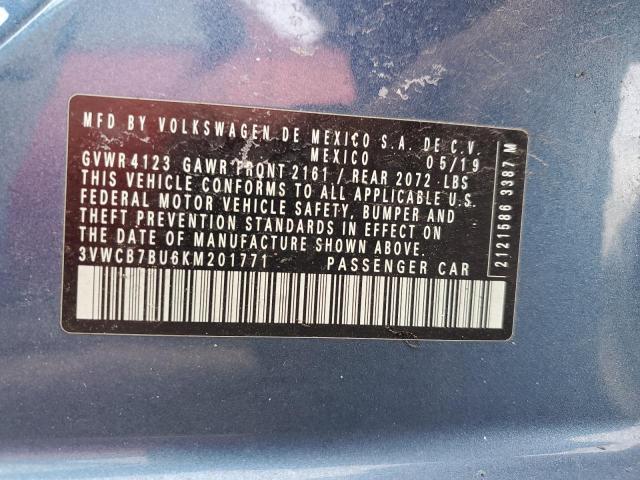 MFD BY VOLKSWAGEN DE MEXICO S.A. DE C.V.
MEXICO 05/19
GVWR 4123 GAWR FRONT 2161 / REAR 2072 LBS
THIS VEHICLE CONFORMS TO ALL APPLICABLE U.S.
FEDERAL MOTOR VEHICLE SAFETY, BUMPER AND
THEFT PREVENTION STANDARDS IN EFFECT ON
THE DATE OF MANUFACTURE SHOWN ABOVE.
3VWCB7BU6KM201771 PASSENGER CAR
2121586 3387 M